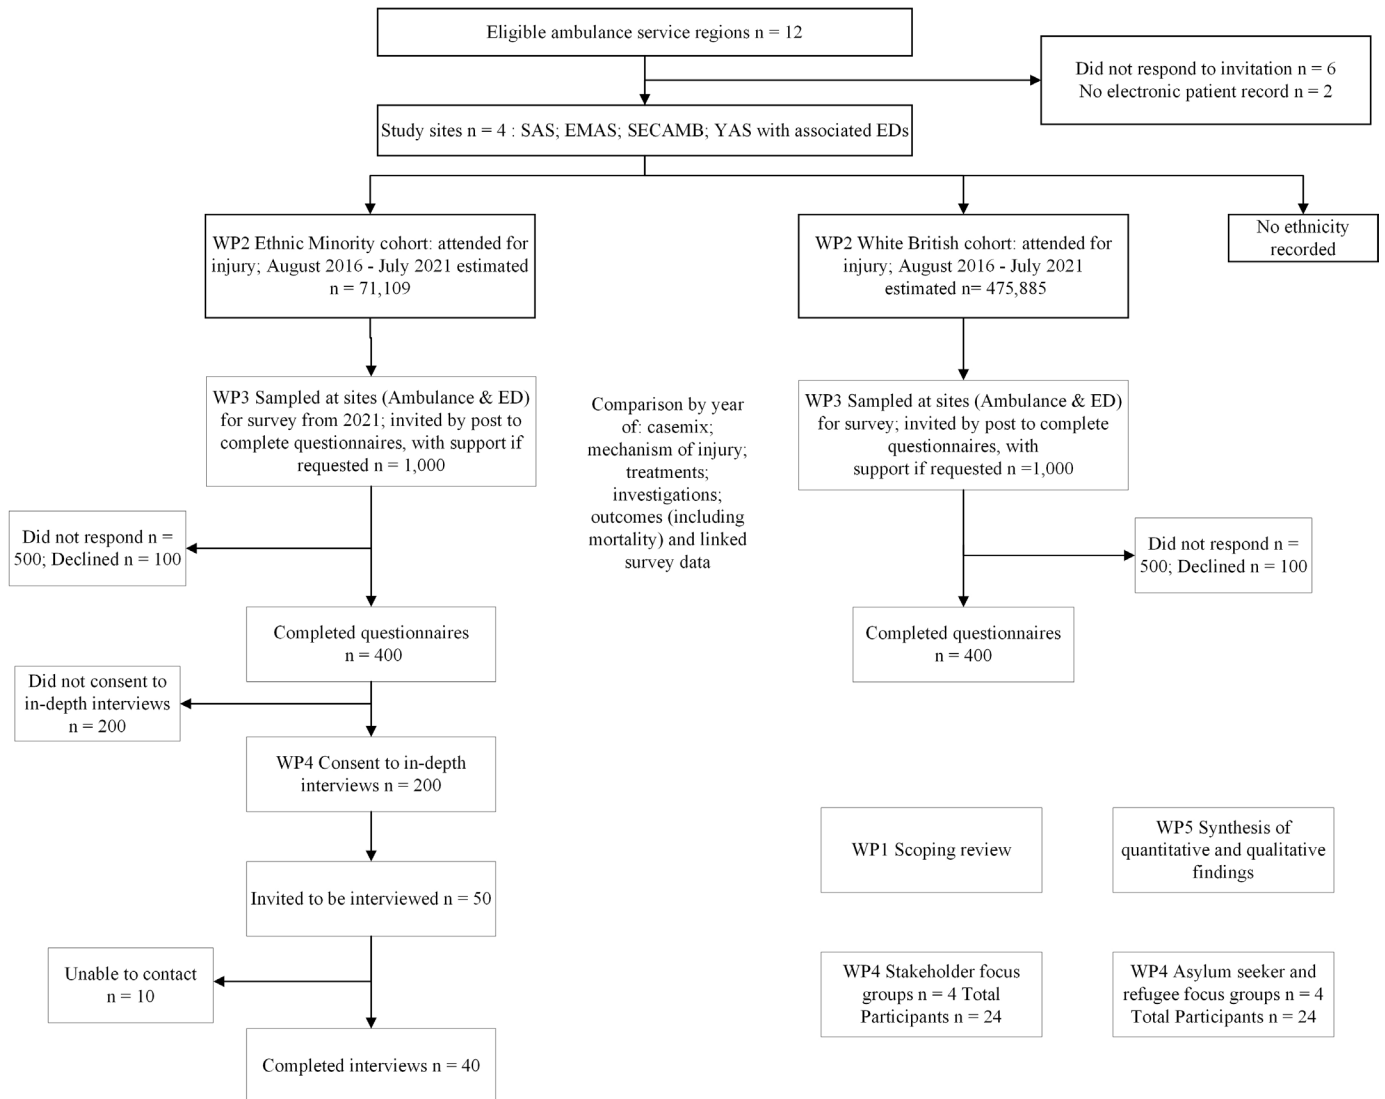 Eligible ambulance service regions n = 12
Did not respond to invitation n = 6
No electronic patient record n = 2
Study sites n = 4 : SAS; EMAS; SECAMB; YAS with associated EDs
WP2 Ethnic Minority cohort: attended for
injury; August 2016 - July 2021 estimated
n = 71,109
WP2 White British cohort: attended for
injury; August 2016 - July 2021
estimated n= 475,885
No ethnicity
recorded
WP3 Sampled at sites (Ambulance & ED)
for survey from 2021; invited by post to
complete questionnaires, with support if
requested n = 1,000
Comparison by year
of: casemix;
mechanism of injury;
treatments;
investigations;
outcomes (including
mortality) and linked
survey data
WP3 Sampled at sites (Ambulance & ED)
for survey; invited by post to complete
questionnaires, with
support if requested n =1,000
Did not respond n =
500; Declined n = 100
Did not respond n =
500; Declined n = 100
Completed questionnaires
n = 400
Completed questionnaires
n = 400
Did not consent to
in-depth interviews
n = 200
WP4 Consent to in-depth
interviews n = 200
WP1 Scoping review
WP5 Synthesis of
quantitative and qualitative
findings
Invited to be interviewed n = 50
Unable to contact
n = 10
WP4 Stakeholder focus
groups n = 4 Total
Participants n = 24
WP4 Asylum seeker and
refugee focus groups n = 4
Total Participants n = 24
Completed interviews n = 40